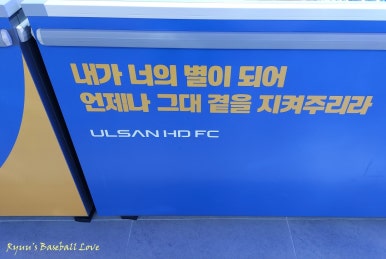 내가 너의 별이 되어
언제나 그대 곁을 지켜주리라
ULSAN HD FC
Ryuu's Baseball Love